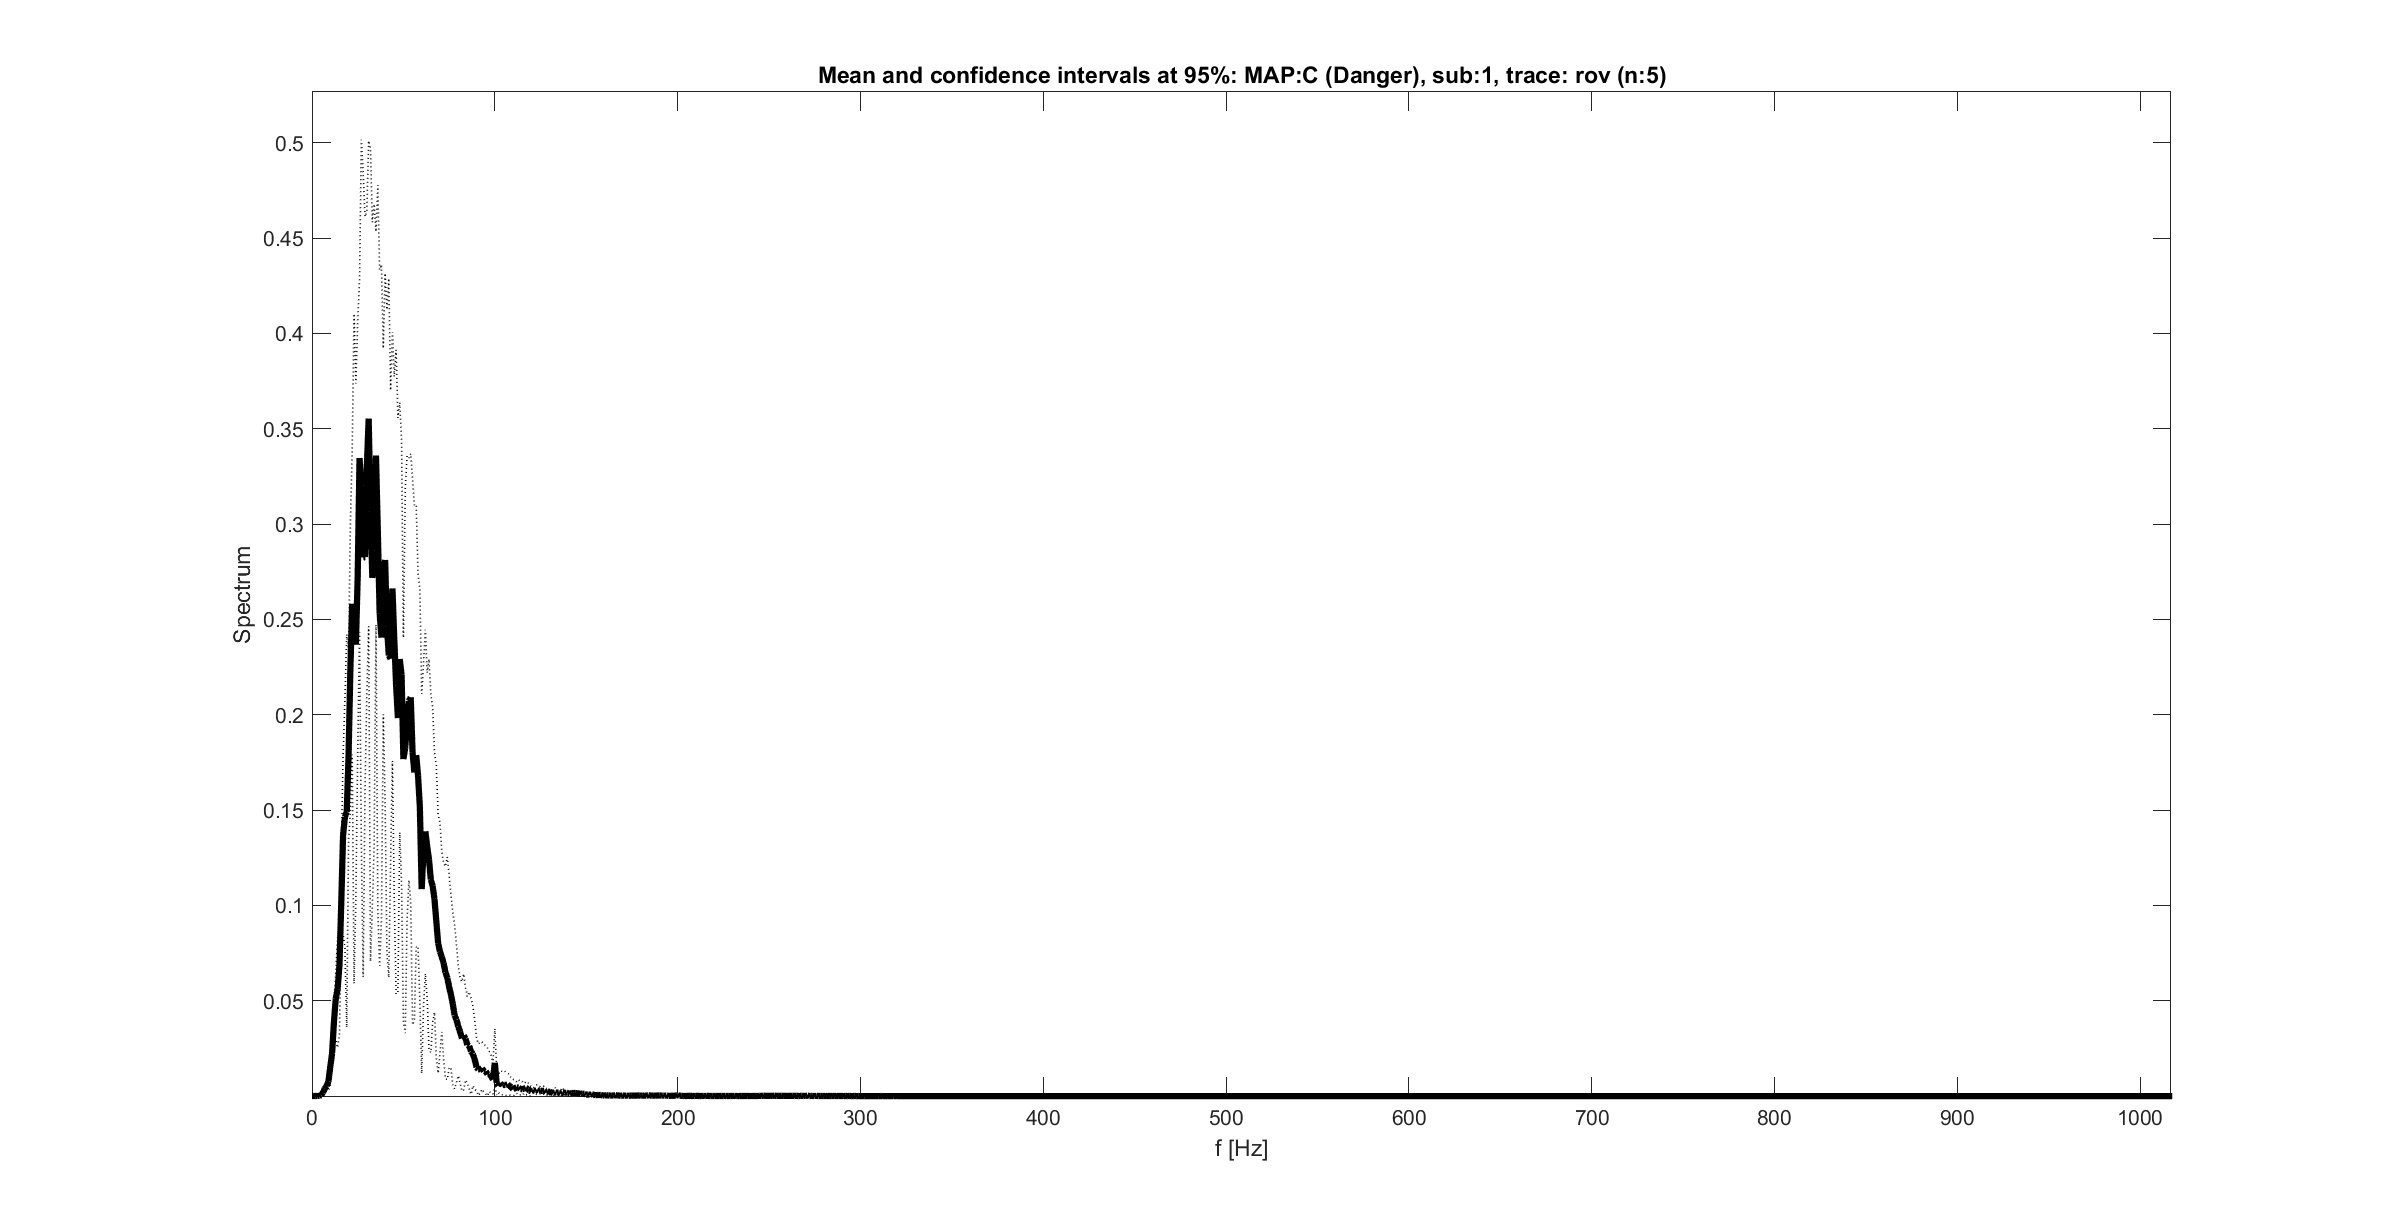 Mean and confidence intervals at 95%: MAP:C (Danger), sub:1, trace: rov (n:5)
0.5
0.45
0.4
0.35
0.3
0.25
0.2
0.15
0.1
0.05
Spectrum
0 100 200 300 400 500 600 700 800 900 1000
f [Hz]